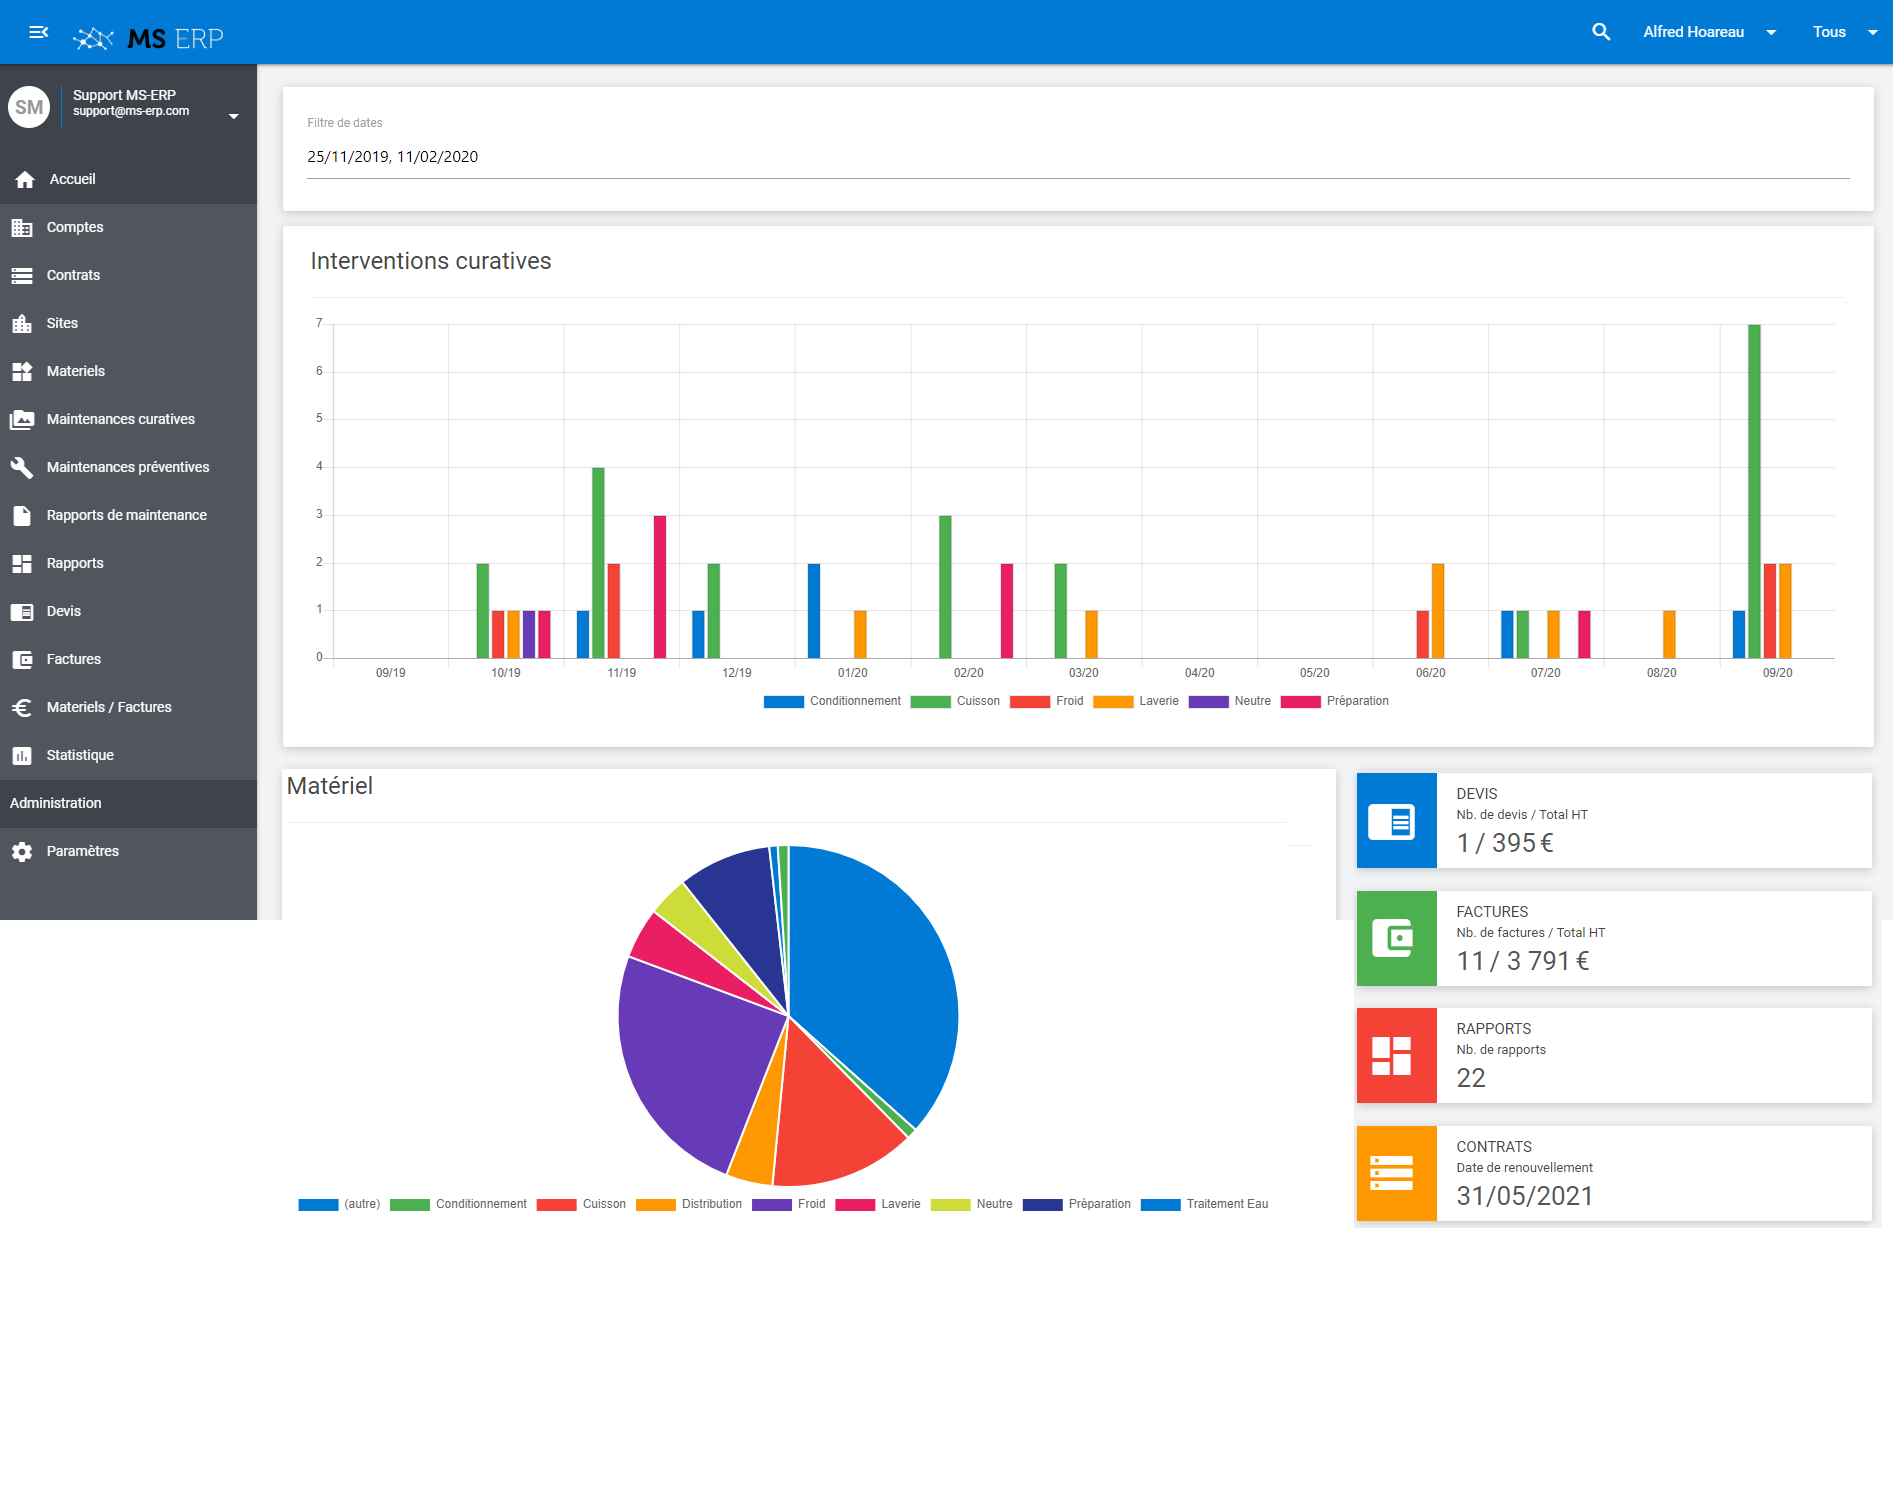 MS ERP
Alfred Hoareau
Tous
SM
Support MS-ERP
support@ms-erp.com
Accueil
Comptes
Contrats
Sites
Materiels
Maintenances curatives
Maintenances préventives
Rapports de maintenance
Rapports
Devis
Factures
Materiels / Factures
Statistique
Administration
Paramètres
Filtre de dates
25/11/2019, 11/02/2020
Interventions curatives
7
6
5
4
3
2
1
0
09/19 10/19 11/19 12/19 01/20 02/20 03/20 04/20 05/20 06/20 07/20 08/20 09/20
Conditionnement Cuisson Froid Laverie Neutre Préparation
Matériel
(autre) Conditionnement Cuisson Distribution Froid Laverie Neutre Préparation Traitement Eau
DEVIS
Nb. de devis / Total HT
1 / 395 €
FACTURES
Nb. de factures / Total HT
11 / 3 791 €
RAPPORTS
Nb. de rapports
22
CONTRATS
Date de renouvellement
31/05/2021